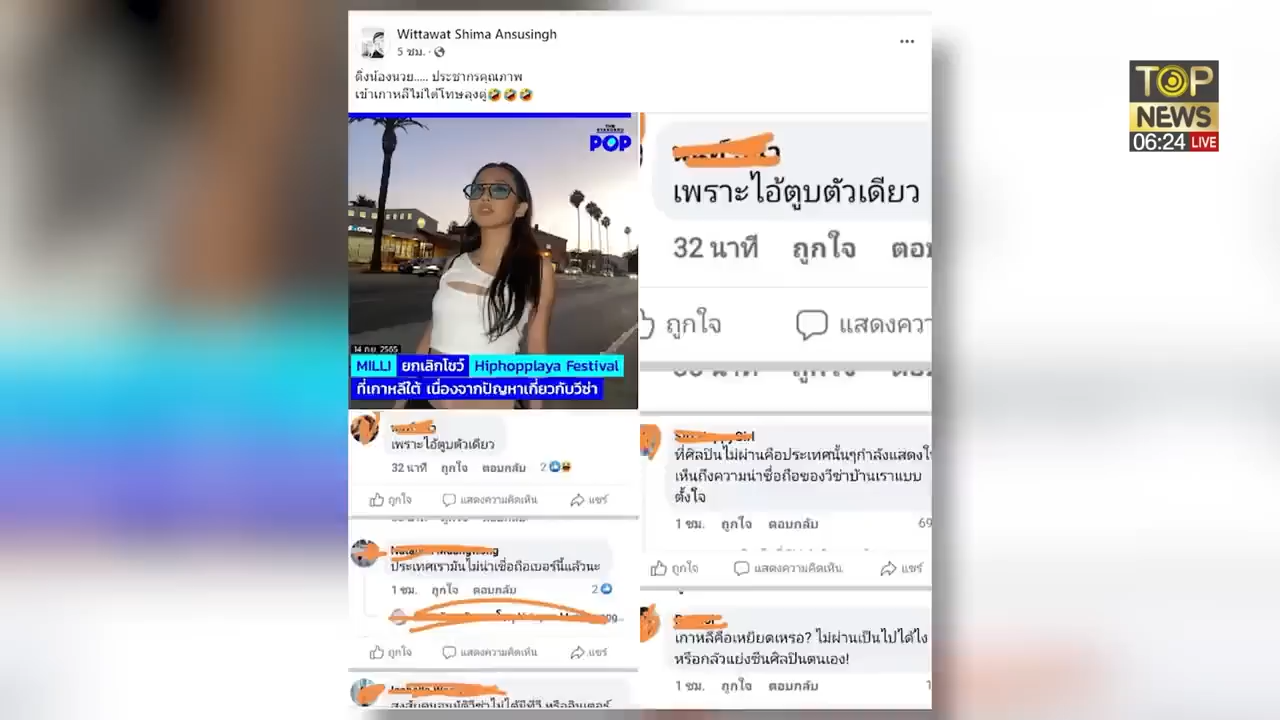 Wittawat Shima Ansusingh
5 ชม.
ติ่งน้องนวย..... ประชากรคุณภาพ
เข้าเกาหลีไม่ได้โทษลุงตู่🤣🤣🤣
THE STANDARD
POP
14 ก.ย. 2565
MILLI ยกเลิกโชว์ Hiphopplaya Festival
ที่เกาหลีใต้ เนื่องจากปัญหาเกี่ยวกับวีซ่า
เพราะไอ้ตูบตัวเดียว
32 นาที ถูกใจ ตอบกลับ 2
ถูกใจ แสดงความคิดเห็น แชร์
ประเทศเรามันไม่น่าเชื่อถือเบอร์นี้แล้วนะ
1 ชม. ถูกใจ ตอบกลับ 2
ถูกใจ แสดงความคิดเห็น แชร์
เพราะไอ้ตูบตัวเดียว
32 นาที ถูกใจ
ถูกใจ
ที่ศิลปินไม่ผ่านคือประเทศนั้นๆกำลังแสดงใ
เห็นถึงความน่าชื่อถือของวีซ่าบ้านเราแบบ
ตั้งใจ
1 ชม. ถูกใจ ตอบกลับ 69
ถูกใจ แสดงความคิดเห็น แชร์
เกาหลีคือเหยียดเหรอ? ไม่ผ่านเป็นไปได้ไง
หรือกลัวแย่งซีนศิลปินตนเอง!
1 ชม. ถูกใจ ตอบกลับ 1
TOP
NEWS
06:24 LIVE